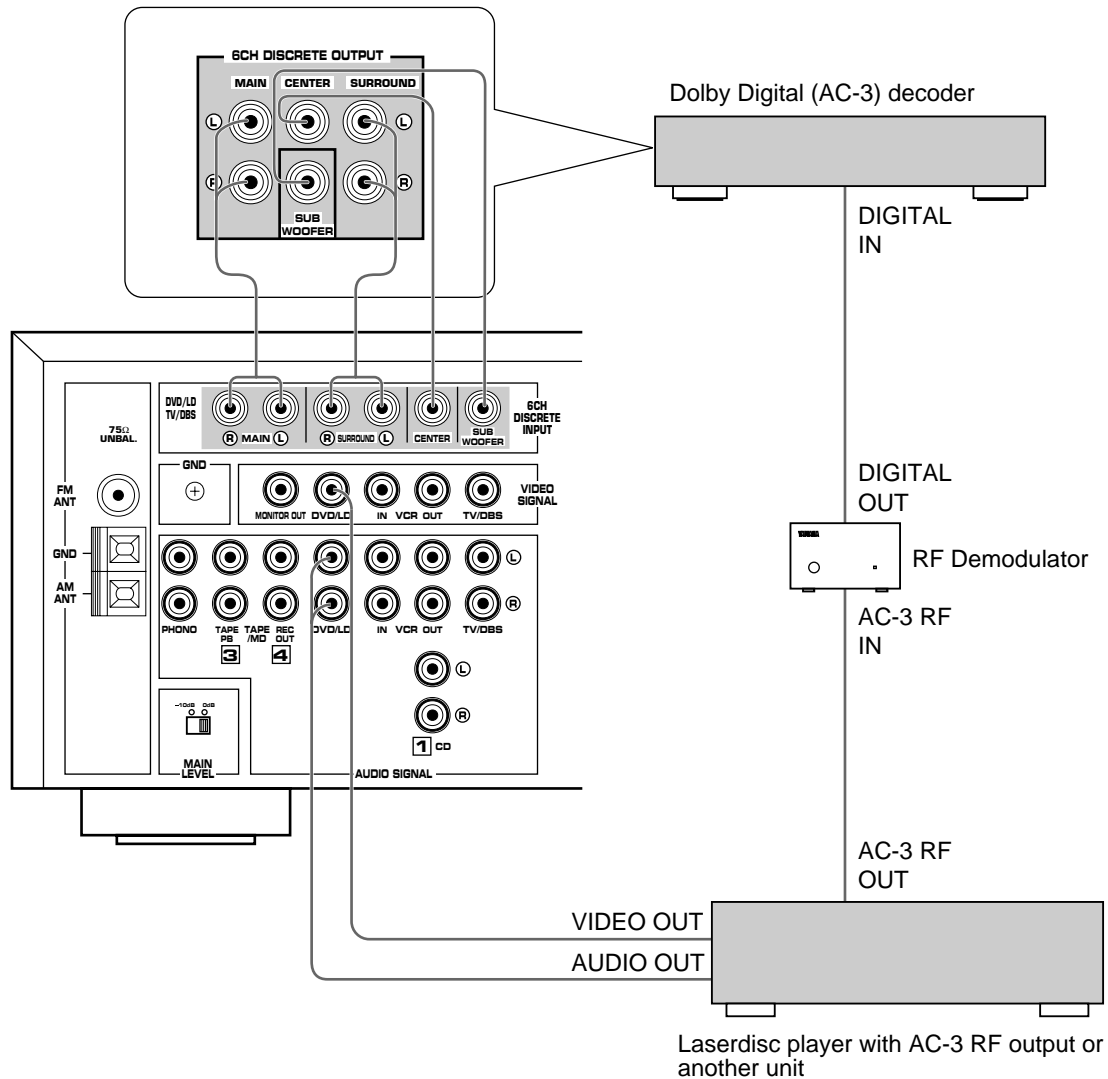 6CH DISCRETE OUTPUT
MAIN CENTER SURROUND
L L
R R
SUB
WOOFER
Dolby Digital (AC-3) decoder
DIGITAL
IN
DIGITAL
OUT
YAMAHA
RF Demodulator
AC-3 RF
IN
AC-3 RF
OUT
VIDEO OUT
AUDIO OUT
Laserdisc player with AC-3 RF output or
another unit
DVD/LD
TV/DBS
R MAIN L
R SURROUND L
CENTER
SUB
WOOFER
6CH
DISCRETE
INPUT
75Ω
UNBAL.
FM
ANT
GND
AM
ANT
GND
VIDEO
SIGNAL
MONITOR OUT DVD/LD IN VCR OUT TV/DBS
L
R
PHONO TAPE PB TAPE /MD REC OUT DVD/LD IN VCR OUT TV/DBS
3 4
L
R
1 CD
–10dB 0dB
MAIN
LEVEL
AUDIO SIGNAL